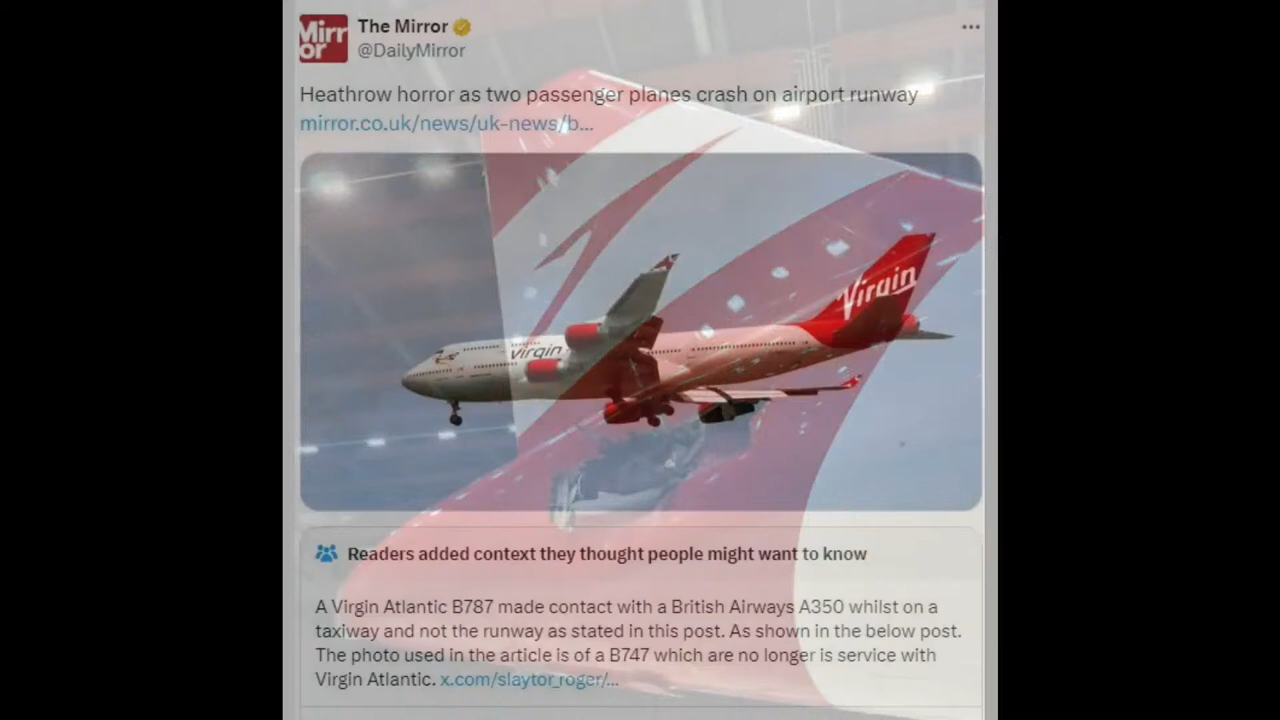 Mirr
or
The Mirror
@DailyMirror
Heathrow horror as two passenger planes crash on airport runway
mirror.co.uk/news/uk-news/b...
Virgin
Virgin
Readers added context they thought people might want to know
A Virgin Atlantic B787 made contact with a British Airways A350 whilst on a
taxiway and not the runway as stated in this post. As shown in the below post.
The photo used in the article is of a B747 which are no longer is service with
Virgin Atlantic. x.com/slaytor_roger/...